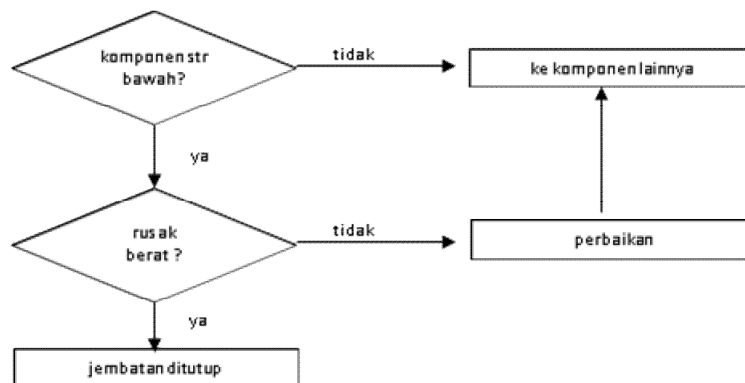 komponen str
bawah?
tidak
ke komponen lainnya
ya
rusak
berat ?
tidak
perbaikan
ya
jembatan ditutup